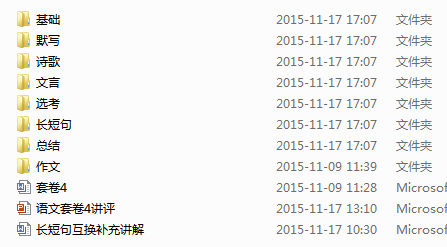 基础 2015-11-17 17:07 文件夹
默写 2015-11-17 17:07 文件夹
诗歌 2015-11-17 17:07 文件夹
文言 2015-11-17 17:07 文件夹
选考 2015-11-17 17:07 文件夹
长短句 2015-11-17 17:07 文件夹
总结 2015-11-17 17:07 文件夹
作文 2015-11-09 11:39 文件夹
套卷4 2015-11-09 11:28 Microsof
语文套卷4讲评 2015-11-17 13:10 Microsof
长短句互换补充讲解 2015-11-17 10:30 Microsof